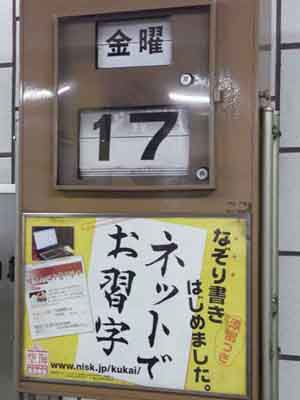 金曜
17
なぞり書き
はじめました。
添削つき
ネットで
お習字
www.nisk.jp/kukai/